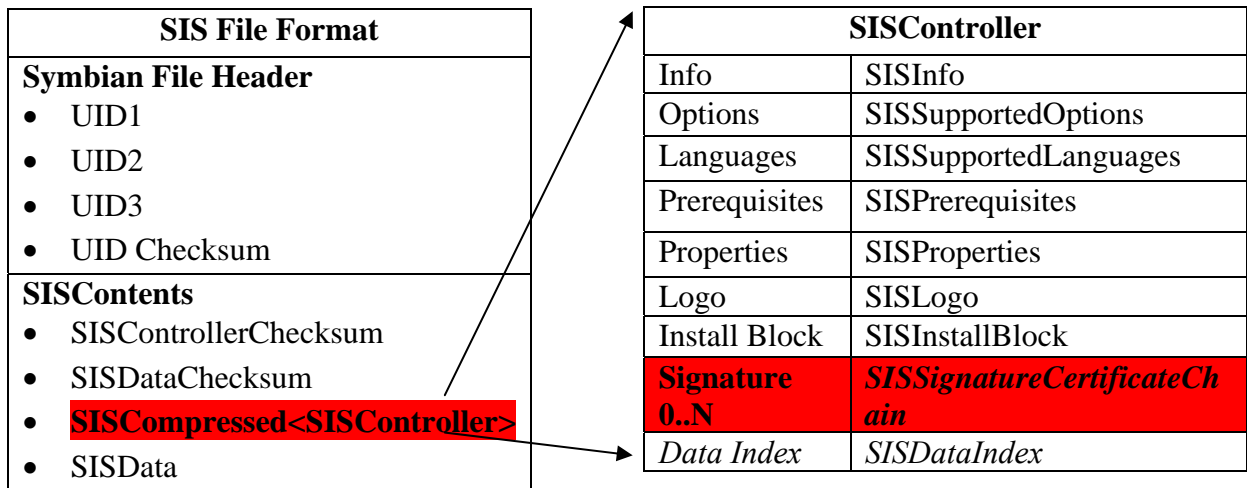 SIS File Format
Symbian File Header
• UID1
• UID2
• UID3
• UID Checksum
SISContents
• SISControllerChecksum
• SISDataChecksum
• SISCompressed<SISController>
• SISData
SISController
Info SISInfo
Options SISSupportedOptions
Languages SISSupportedLanguages
Prerequisites SISPrerequisites
Properties SISProperties
Logo SISLogo
Install Block SISInstallBlock
Signature SISSignatureCertificateCh
0..N ain
Data Index SISDataIndex